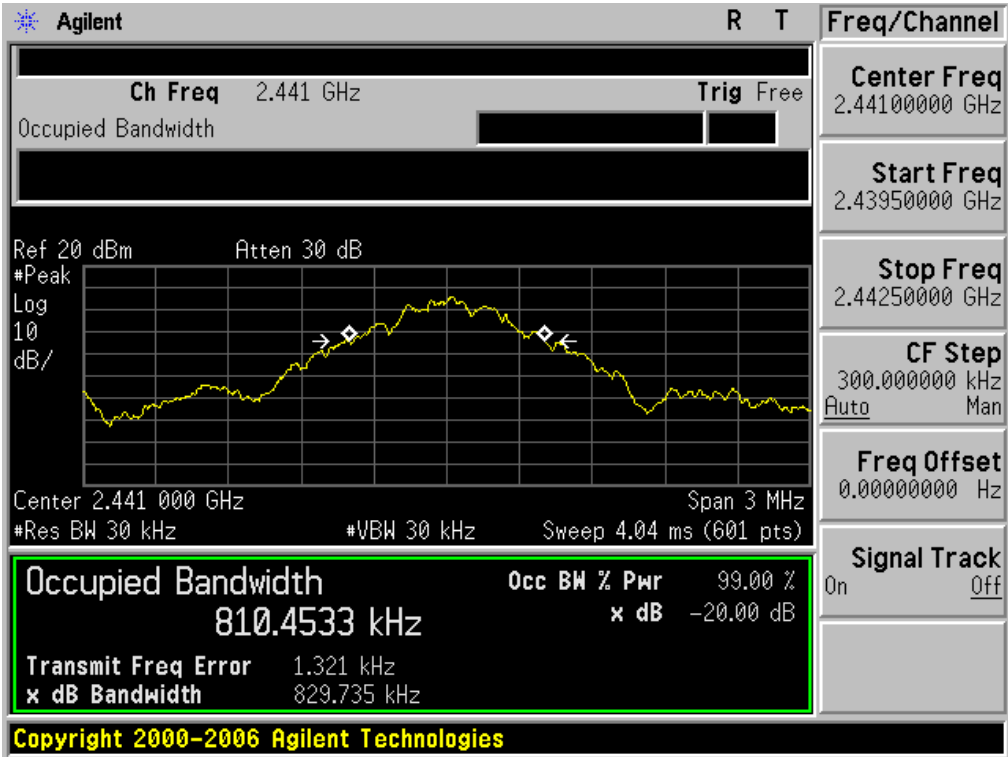 Agilent R T
Freq/Channel
Ch Freq 2.441 GHz Trig Free
Occupied Bandwidth
Center Freq
2.44100000 GHz
Start Freq
2.43950000 GHz
Stop Freq
2.44250000 GHz
CF Step
300.000000 kHz
Auto Man
Freq Offset
0.00000000 Hz
Signal Track
On Off
Ref 20 dBm Atten 30 dB
#Peak
Log
10
dB/
Center 2.441 000 GHz Span 3 MHz
#Res BW 30 kHz #VBW 30 kHz Sweep 4.04 ms (601 pts)
Occupied Bandwidth
810.4533 kHz
Occ BW % Pwr 99.00 %
x dB -20.00 dB
Transmit Freq Error 1.321 kHz
x dB Bandwidth 829.735 kHz
Copyright 2000-2006 Agilent Technologies